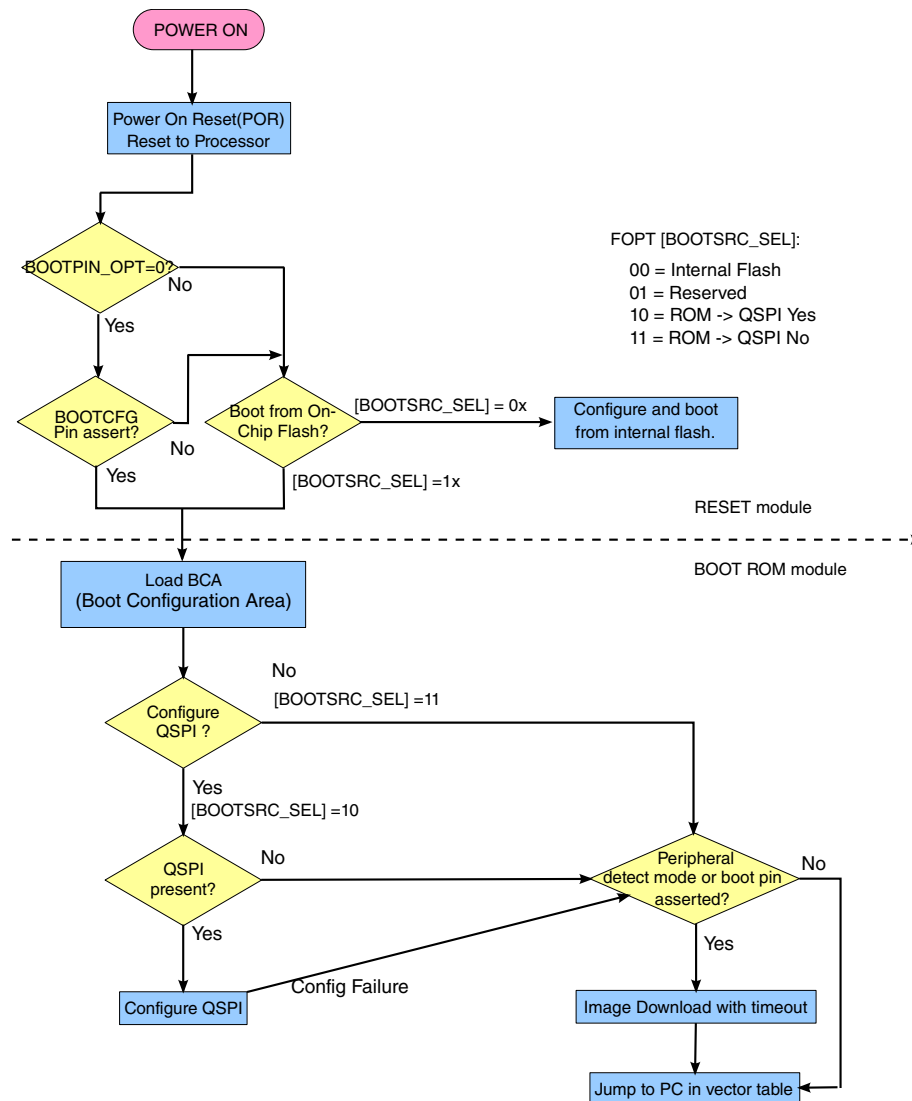 POWER ON
Power On Reset(POR)
Reset to Processor
BOOTPIN_OPT=0?
No
Yes
FOPT [BOOTSRC_SEL]:
00 = Internal Flash
01 = Reserved
10 = ROM -> QSPI Yes
11 = ROM -> QSPI No
BOOTCFG
Pin assert?
No
Yes
Boot from On-
Chip Flash?
[BOOTSRC_SEL] = 0x
Configure and boot
from internal flash.
[BOOTSRC_SEL] =1x
RESET module
BOOT ROM module
Load BCA
(Boot Configuration Area)
No
[BOOTSRC_SEL] =11
Configure
QSPI ?
Yes
[BOOTSRC_SEL] =10
QSPI
present?
No
Yes
Peripheral
detect mode or boot pin
asserted?
No
Yes
Configure QSPI
Config Failure
Image Download with timeout
Jump to PC in vector table